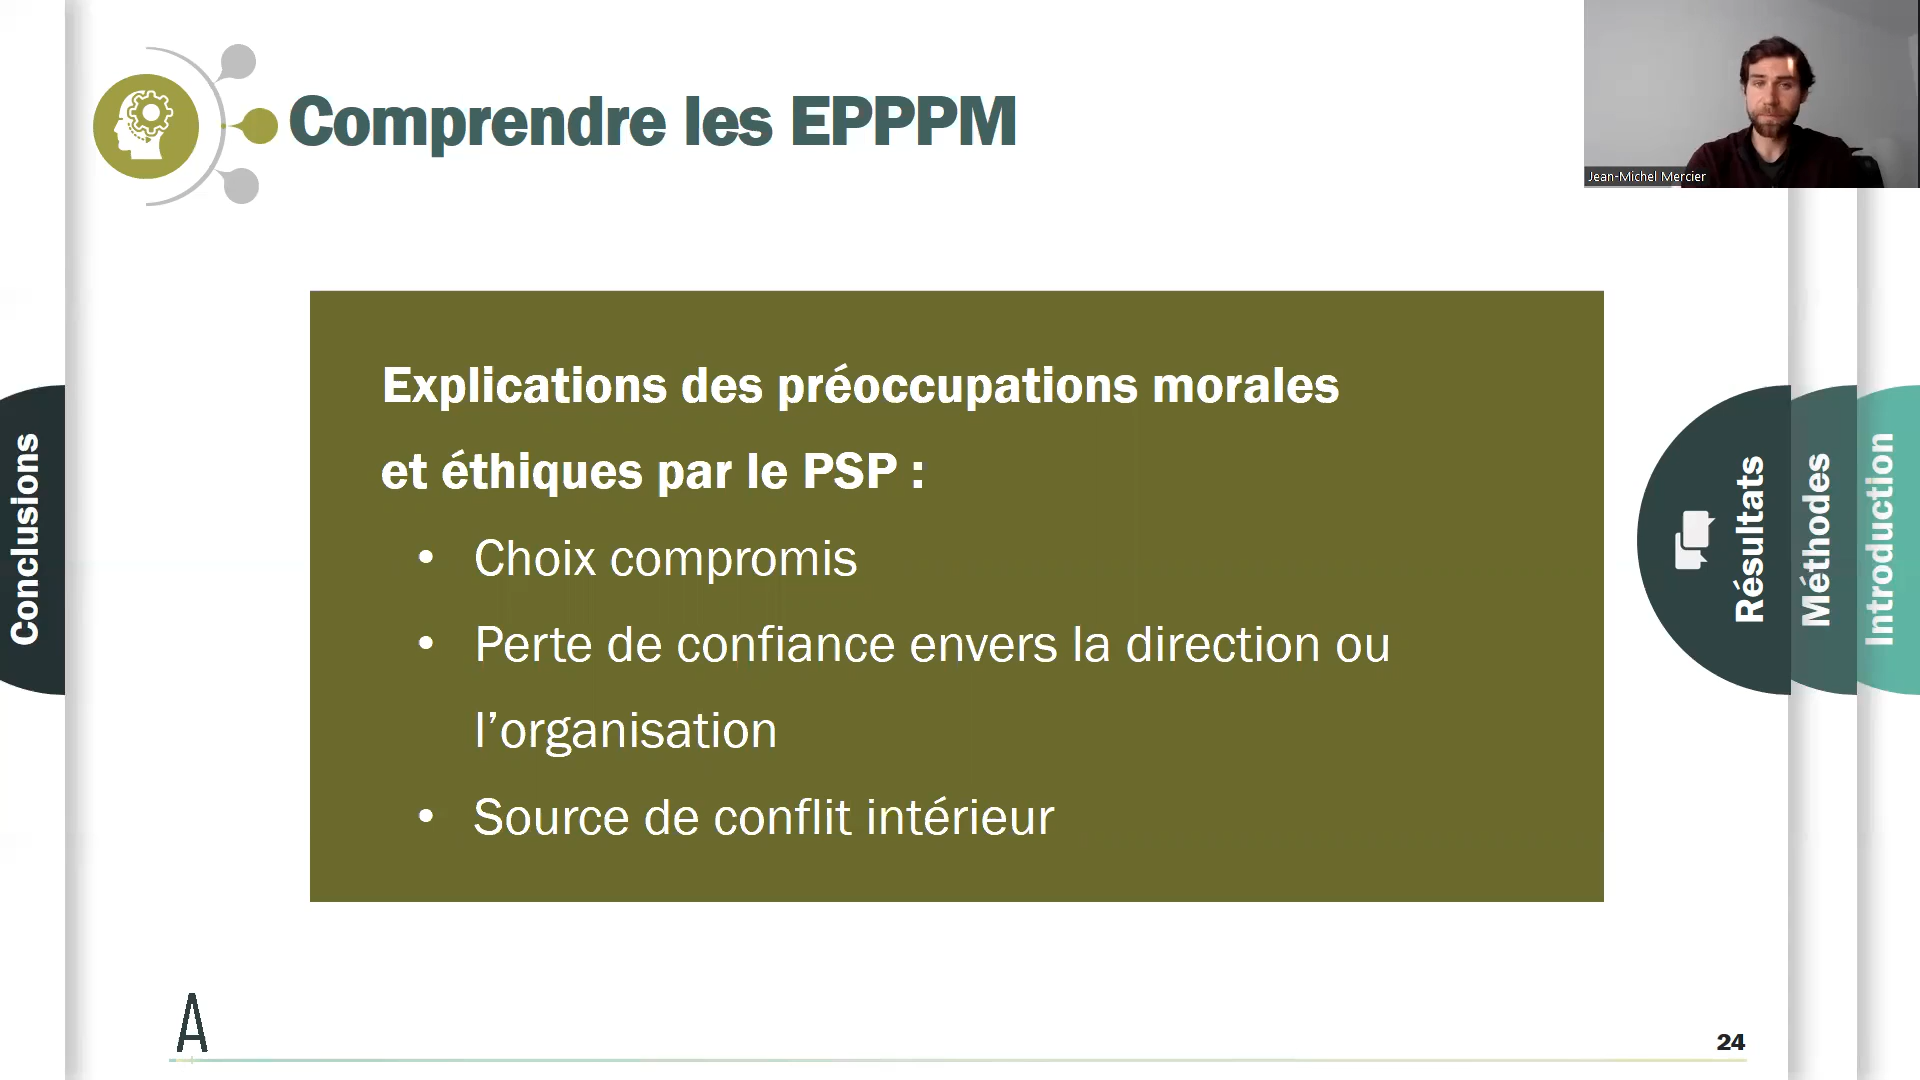 Comprendre les EPPPM
Jean-Michel Mercier
Explications des préoccupations morales
et éthiques par le PSP :
• Choix compromis
• Perte de confiance envers la direction ou
l’organisation
• Source de conflit intérieur
Conclusions
Résultats
Méthodes
Introduction
A
24